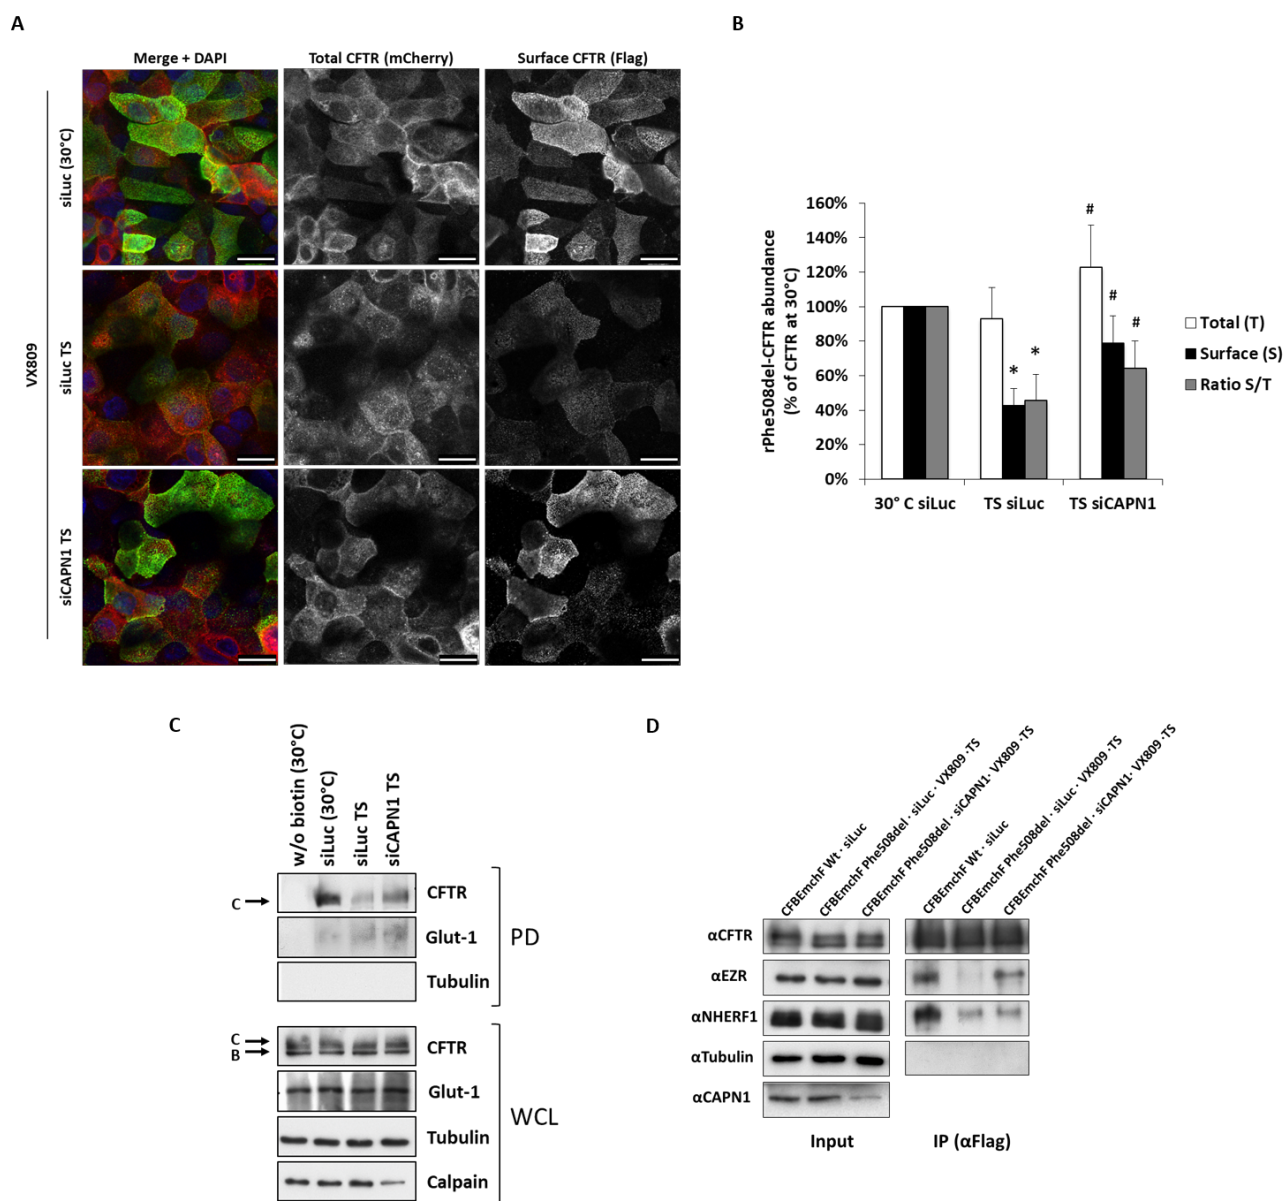 A
Merge + DAPI
Total CFTR (mCherry)
Surface CFTR (Flag)
VX809
siLuc (30°C)
siLuc TS
siCAPN1 TS
B
rPhe508del-CFTR abundance
(% of CFTR at 30°C)
160%
140%
120%
100%
80%
60%
40%
20%
0%
*
*
#
#
#
30° C siLuc
TS siLuc
TS siCAPN1
Total (T)
Surface (S)
Ratio S/T
C
w/o biotin (30°C)
siLuc (30°C)
siLuc TS
siCAPN1 TS
C
CFTR
Glut-1
Tubulin
PD
C
B
CFTR
Glut-1
Tubulin
Calpain
WCL
D
CFBEmchF Wt · siLuc
CFBEmchF Phe508del · siLuc · VX809 ·TS
CFBEmchF Phe508del · siCAPN1· VX809 ·TS
CFBEmchF Wt · siLuc
CFBEmchF Phe508del · siLuc · VX809 ·TS
CFBEmchF Phe508del · siCAPN1· VX809 ·TS
αCFTR
αEZR
αNHERF1
αTubulin
αCAPN1
Input
IP (αFlag)